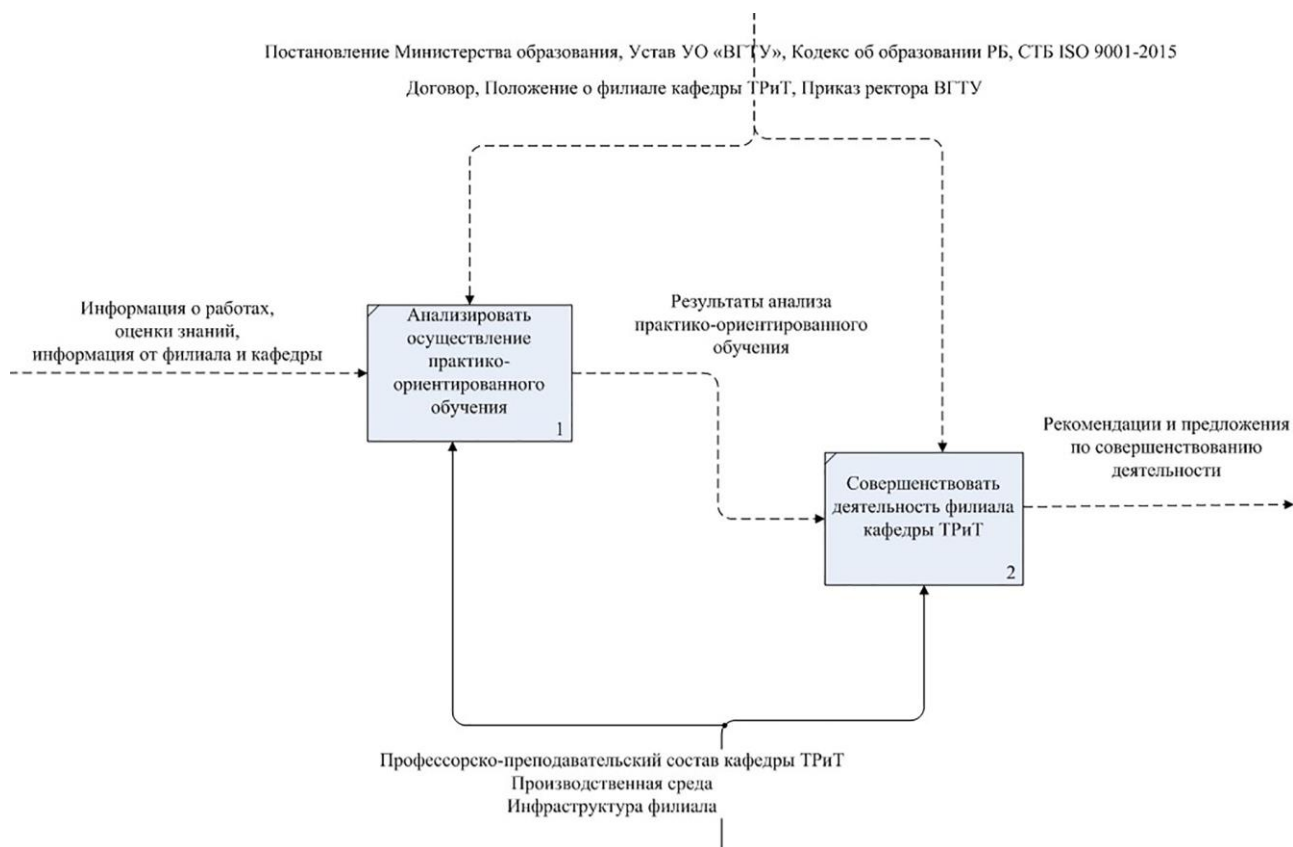 Постановление Министерства образования, Устав УО «ВГТУ», Кодекс об образовании РБ, СТБ ISO 9001-2015
Договор, Положение о филиале кафедры ТРиТ, Приказ ректора ВГТУ
Информация о работах,
оценки знаний,
информация от филиала и кафедры
Анализировать
осуществление
практико-
ориентированного
обучения
1
Результаты анализа
практико-ориентированного
обучения
Совершенствовать
деятельность филиала
кафедры ТРиТ
2
Рекомендации и предложения
по совершенствованию
деятельности
Профессорско-преподавательский состав кафедры ТРиТ
Производственная среда
Инфраструктура филиала